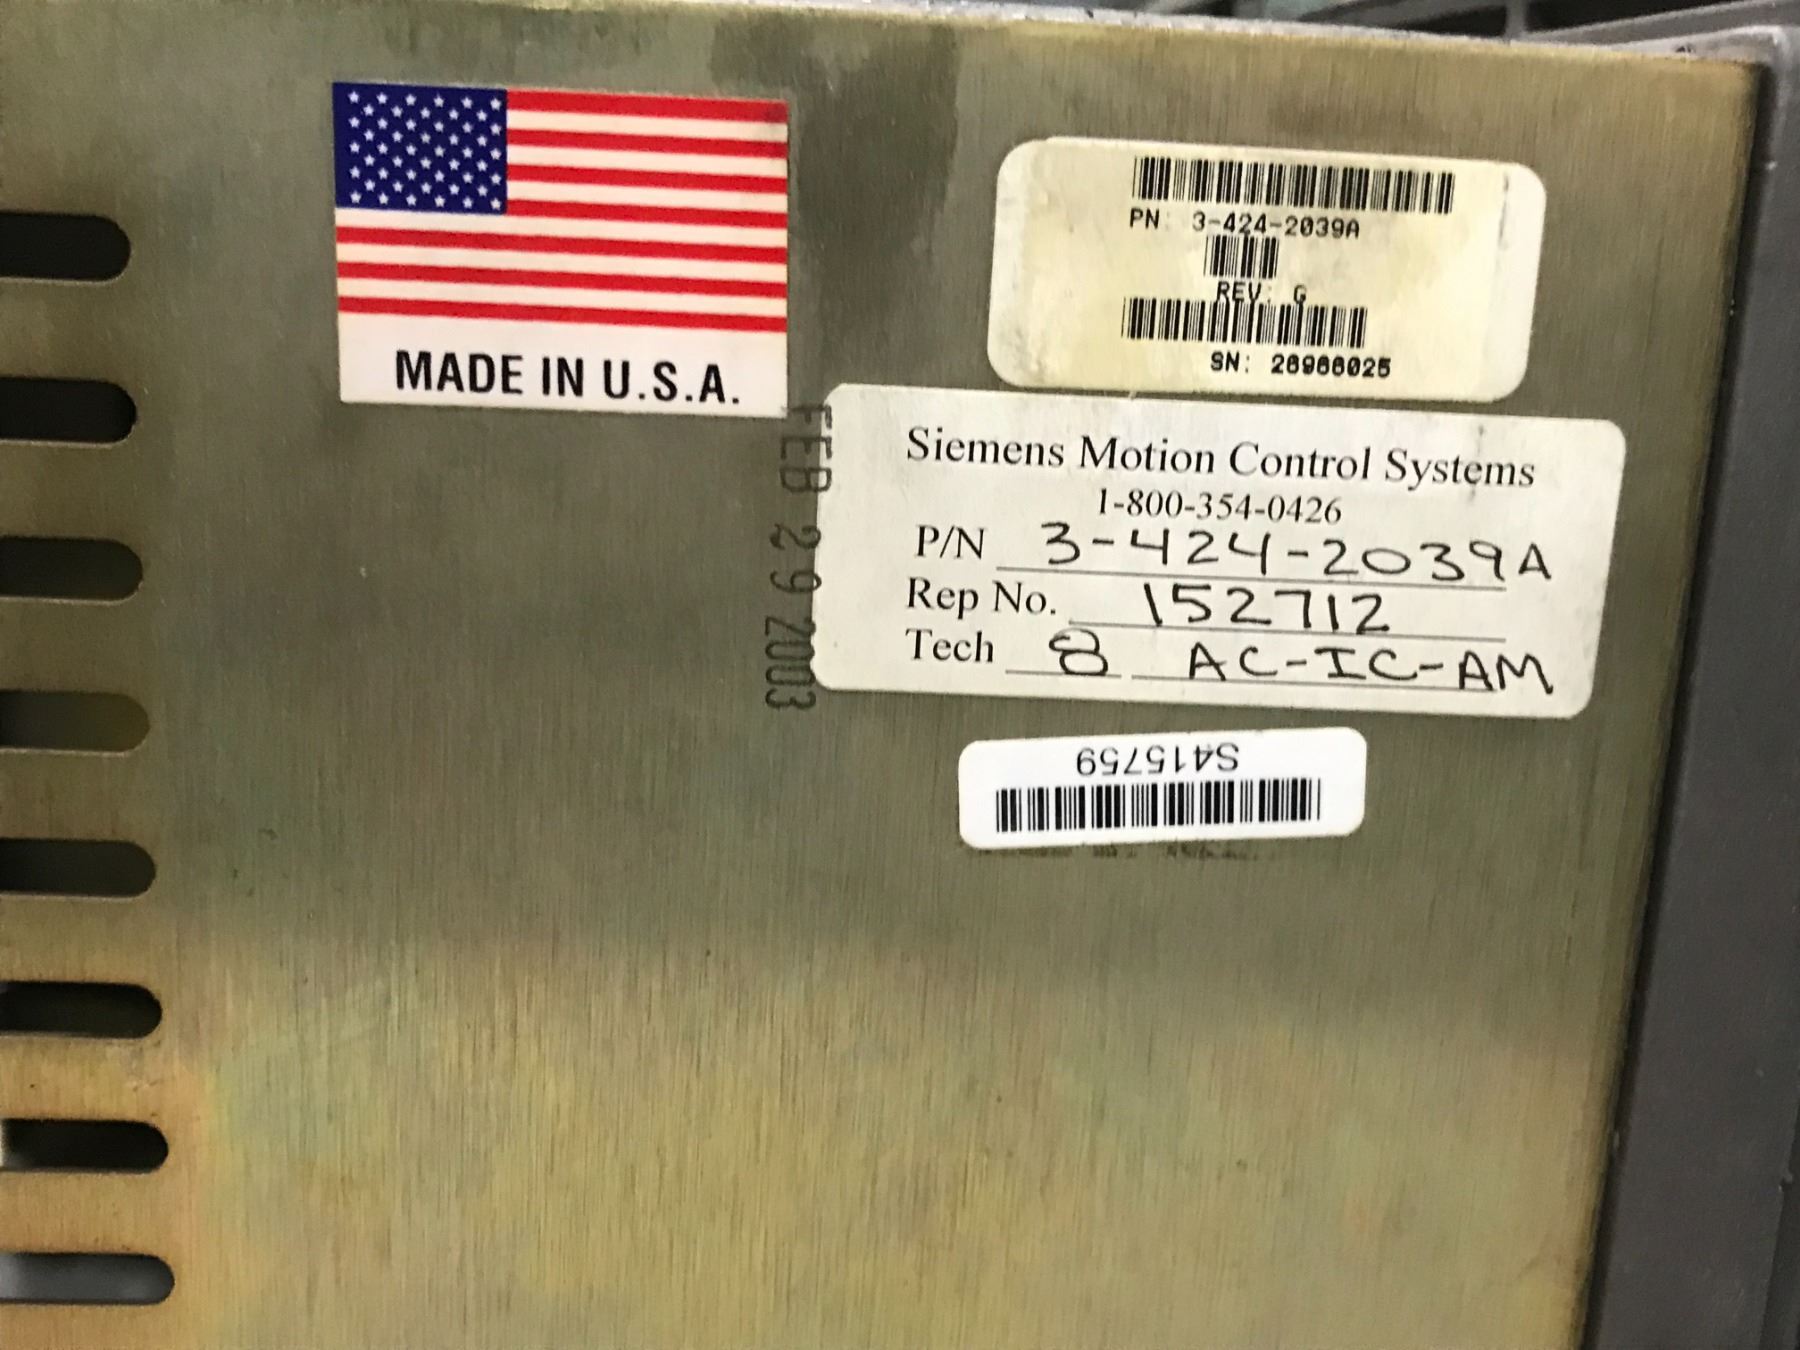 MADE IN U.S.A.
PN: 3-424-2039A
REV: G
SN: 26966025
FEB 29 2003
Siemens Motion Control Systems
1-800-354-0426
P/N 3-424-2039A
Rep No. 152712
Tech 8 AC-IC-AM
S415759